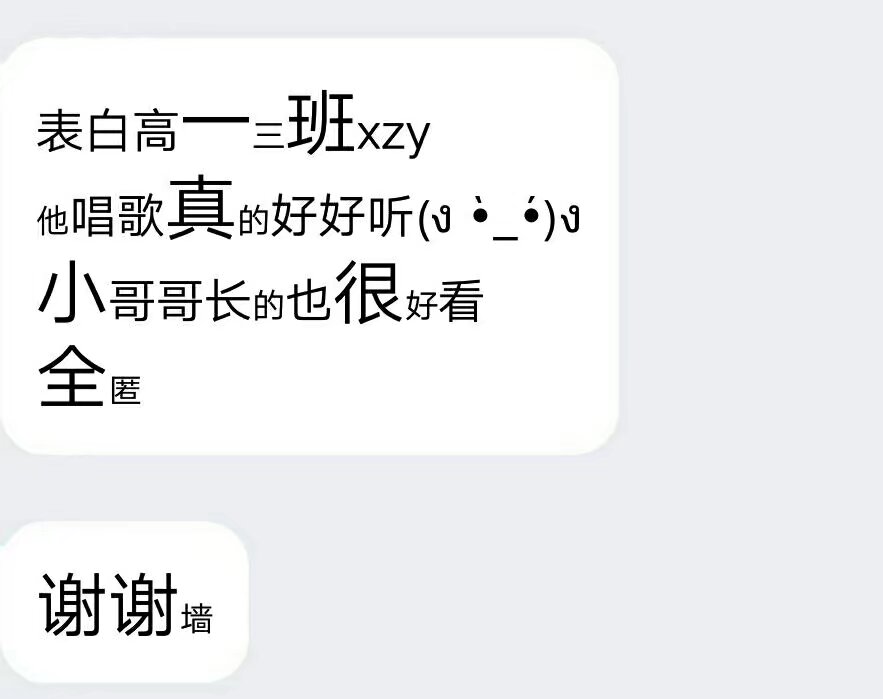 表白高一三班xzy
他唱歌真的好好听(ง •̀_•́)ง
小哥哥长的也很好看
全匿
谢谢墙